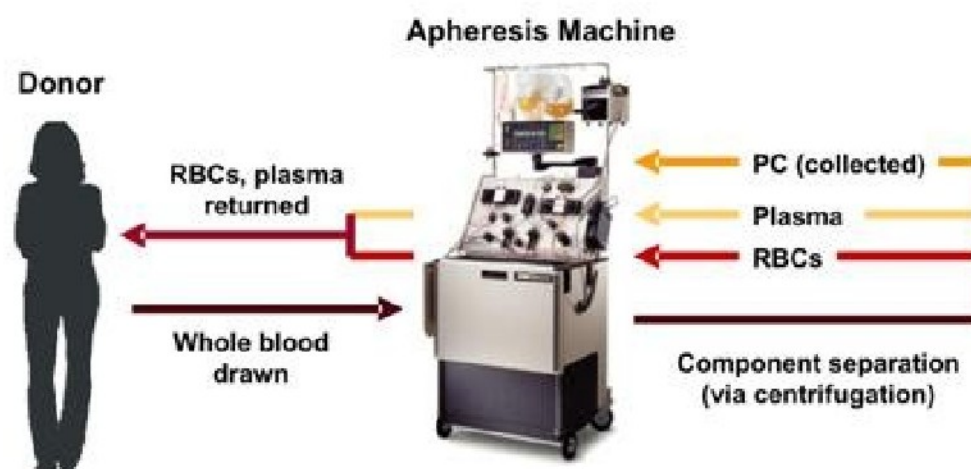 Apheresis Machine
Donor
RBCs, plasma
returned
PC (collected)
Plasma
RBCs
Whole blood
drawn
Component separation
(via centrifugation)